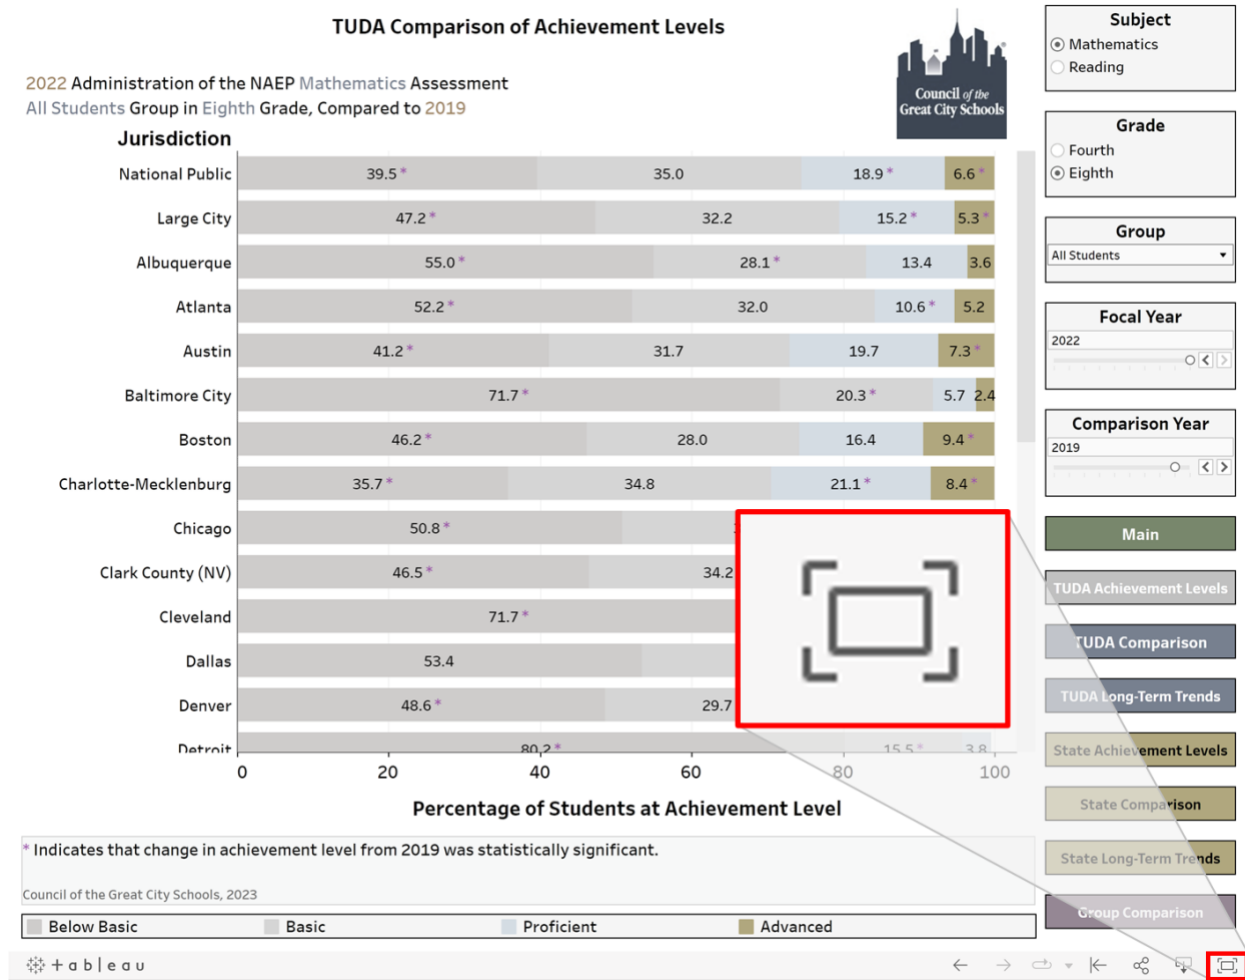 TUDA Comparison of Achievement Levels
2022 Administration of the NAEP Mathematics Assessment
All Students Group in Eighth Grade, Compared to 2019
Council of the
Great City Schools
Jurisdiction
National Public 39.5* 35.0 18.9* 6.6*
Large City 47.2* 32.2 15.2* 5.3*
Albuquerque 55.0* 28.1* 13.4 3.6
Atlanta 52.2* 32.0 10.6* 5.2
Austin 41.2* 31.7 19.7 7.3*
Baltimore City 71.7* 20.3* 5.7 2.4
Boston 46.2* 28.0 16.4 9.4*
Charlotte-Mecklenburg 35.7* 34.8 21.1* 8.4*
Chicago 50.8*
Clark County (NV) 46.5* 34.2
Cleveland 71.7*
Dallas 53.4
Denver 48.6* 29.7
Detroit 80.2* 15.5* 3.8
0 20 40 60 80 100
Percentage of Students at Achievement Level
* Indicates that change in achievement level from 2019 was statistically significant.
Council of the Great City Schools, 2023
Below Basic Basic Proficient Advanced
+ a b | e a u
Subject
Mathematics
Reading
Grade
Fourth
Eighth
Group
All Students
Focal Year
2022
Comparison Year
2019
Main
TUDA Achievement Levels
TUDA Comparison
TUDA Long-Term Trends
State Achievement Levels
State Comparison
State Long-Term Trends
Group Comparison